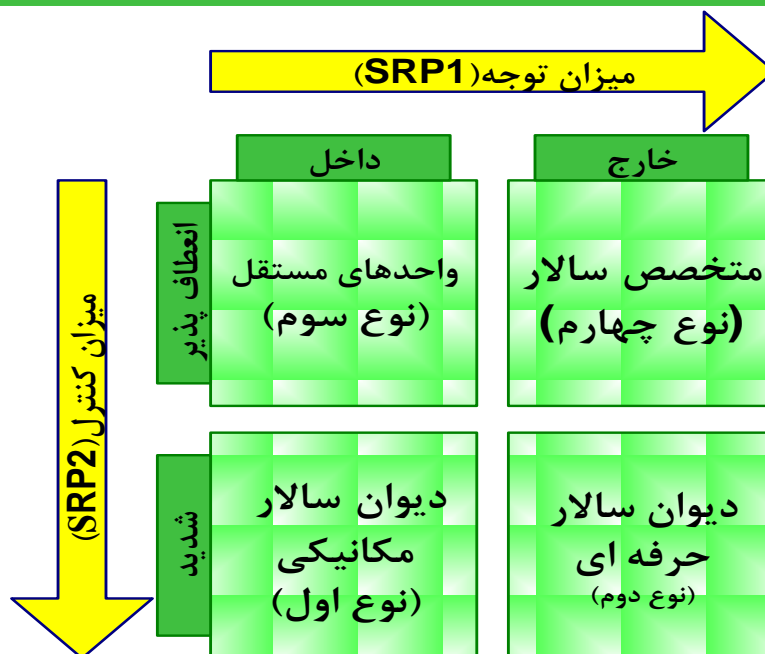 میزان توجه(SRP1)
خارج
داخل
میزان کنترل(SRP2)
انعطاف پذیر
متخصص سالار
(نوع چهارم)
واحدهای مستقل
(نوع سوم)
شدید
دیوان سالار
حرفه ای
(نوع دوم)
دیوان سالار
مکانیکی
(نوع اول)